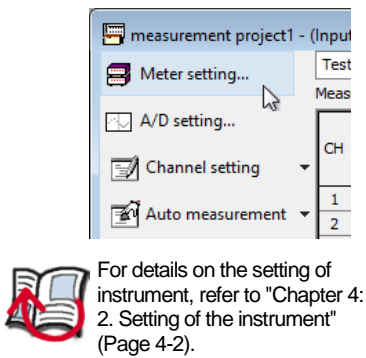 measurement project1 - (Input
Meter setting...
Test
Meas
A/D setting...
CH
Channel setting
1
Auto measurement
2
For details on the setting of
instrument, refer to "Chapter 4:
2. Setting of the instrument"
(Page 4-2).